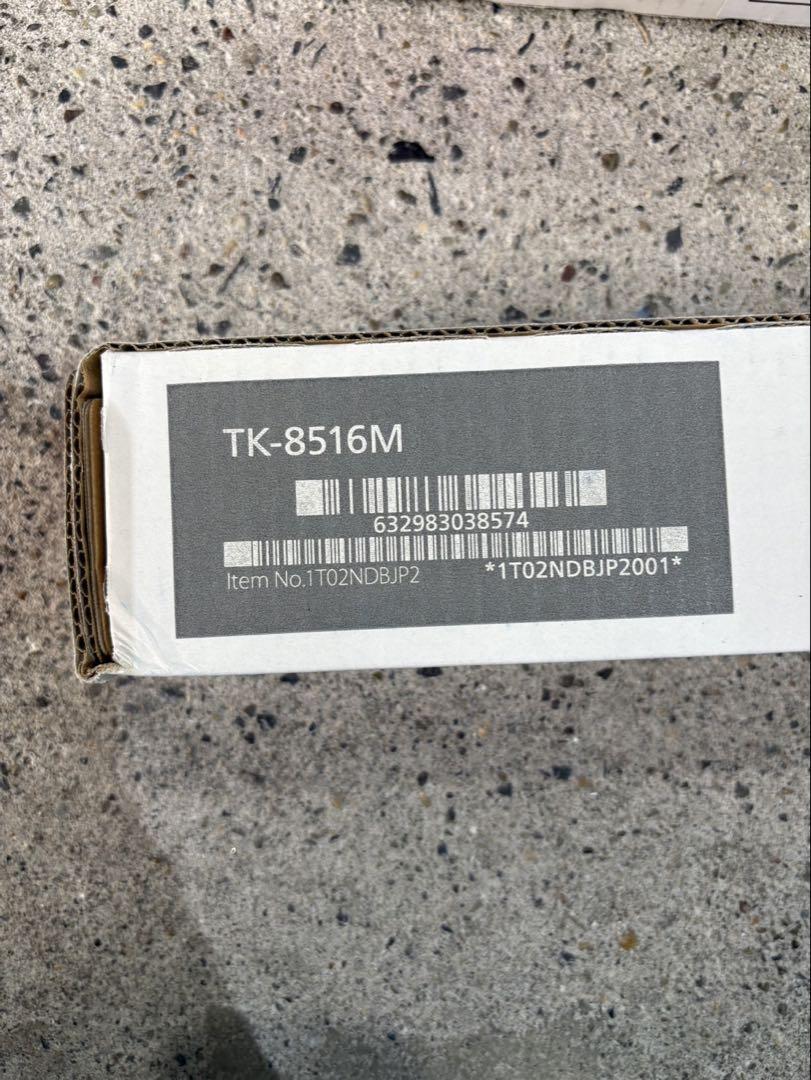 TK-8516M
632983038574
Item No.1T02NDBJP2 *1T02NDBJP2001*